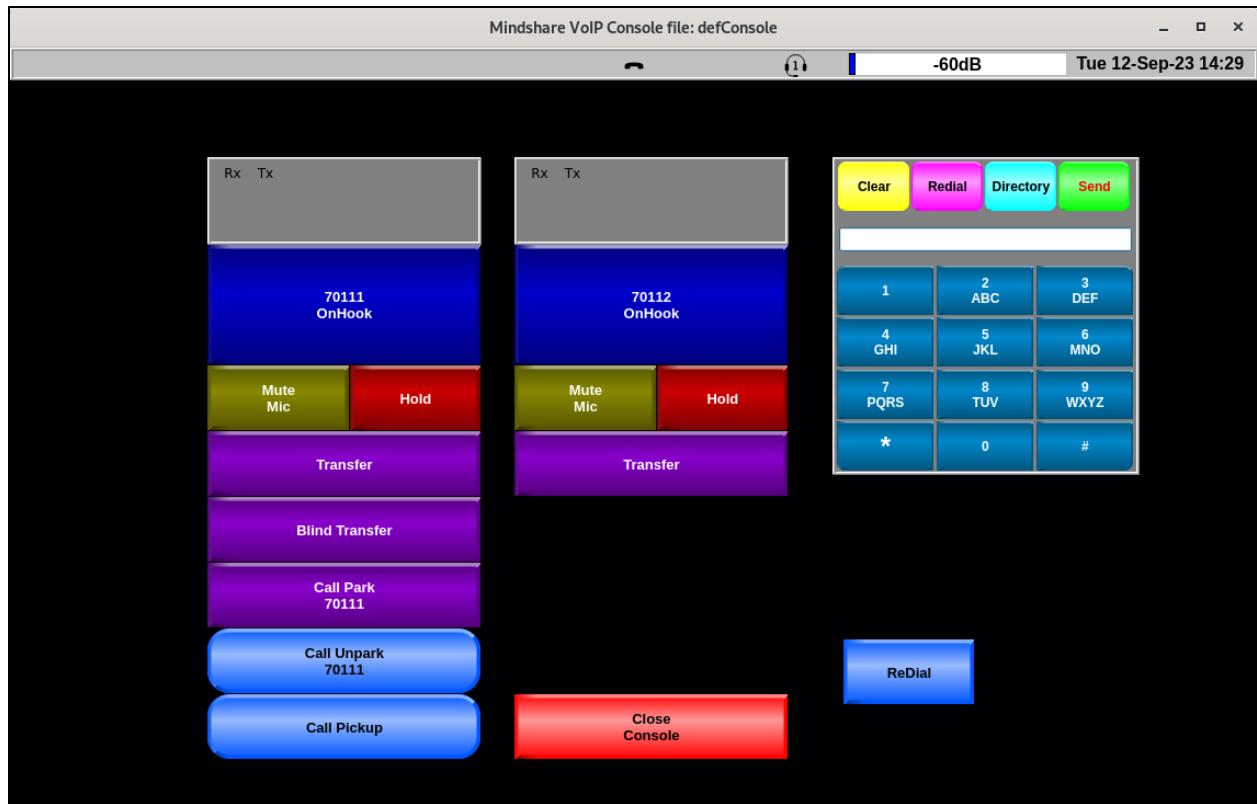 Mindshare VoIP Console file: defConsole
1
-60dB
Tue 12-Sep-23 14:29
Rx Tx
70111
OnHook
Mute
Mic
Hold
Transfer
Blind Transfer
Call Park
70111
Call Unpark
70111
Call Pickup
Rx Tx
70112
OnHook
Mute
Mic
Hold
Transfer
Close
Console
Clear
Redial
Directory
Send
1
2
ABC
3
DEF
4
GHI
5
JKL
6
MNO
7
PQRS
8
TUV
9
WXYZ
*
0
#
ReDial